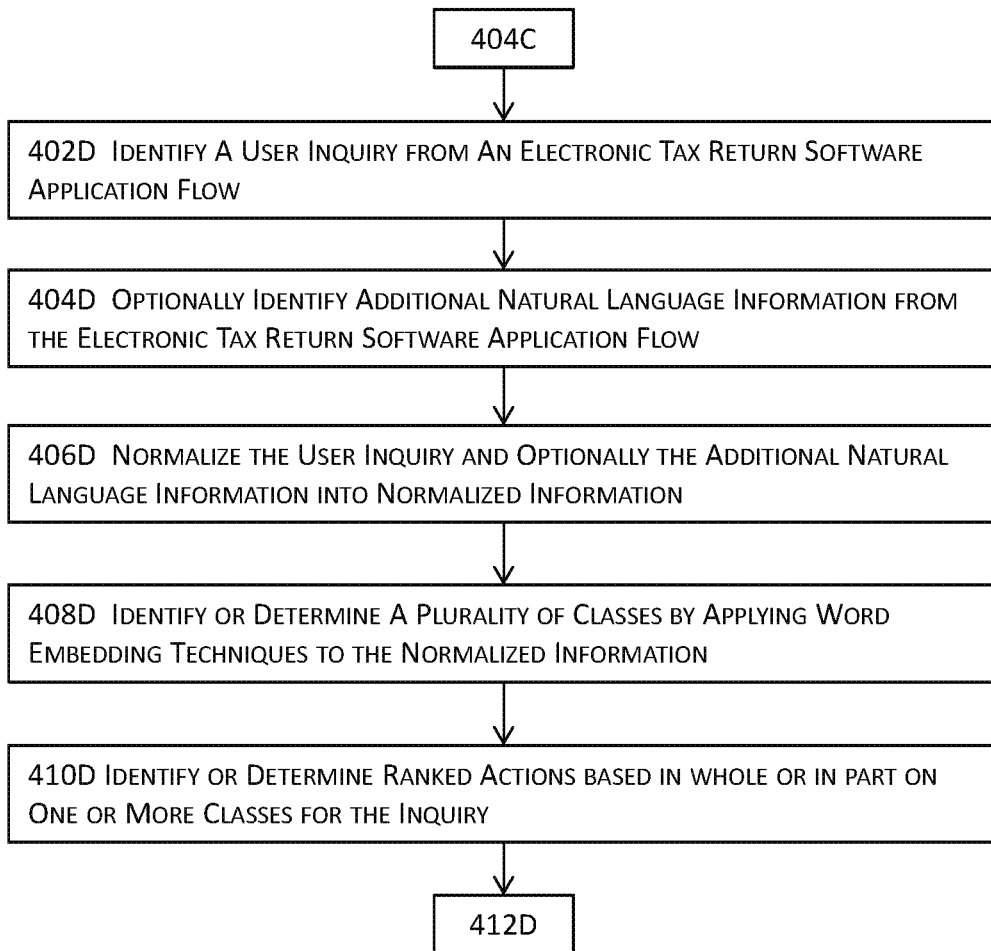 404C
402D IDENTIFY A USER INQUIRY FROM AN ELECTRONIC TAX RETURN SOFTWARE
APPLICATION FLOW
404D OPTIONALLY IDENTIFY ADDITIONAL NATURAL LANGUAGE INFORMATION FROM
THE ELECTRONIC TAX RETURN SOFTWARE APPLICATION FLOW
406D NORMALIZE THE USER INQUIRY AND OPTIONALLY THE ADDITIONAL NATURAL
LANGUAGE INFORMATION INTO NORMALIZED INFORMATION
408D IDENTIFY OR DETERMINE A PLURALITY OF CLASSES BY APPLYING WORD
EMBEDDING TECHNIQUES TO THE NORMALIZED INFORMATION
410D IDENTIFY OR DETERMINE RANKED ACTIONS BASED IN WHOLE OR IN PART ON
ONE OR MORE CLASSES FOR THE INQUIRY
412D